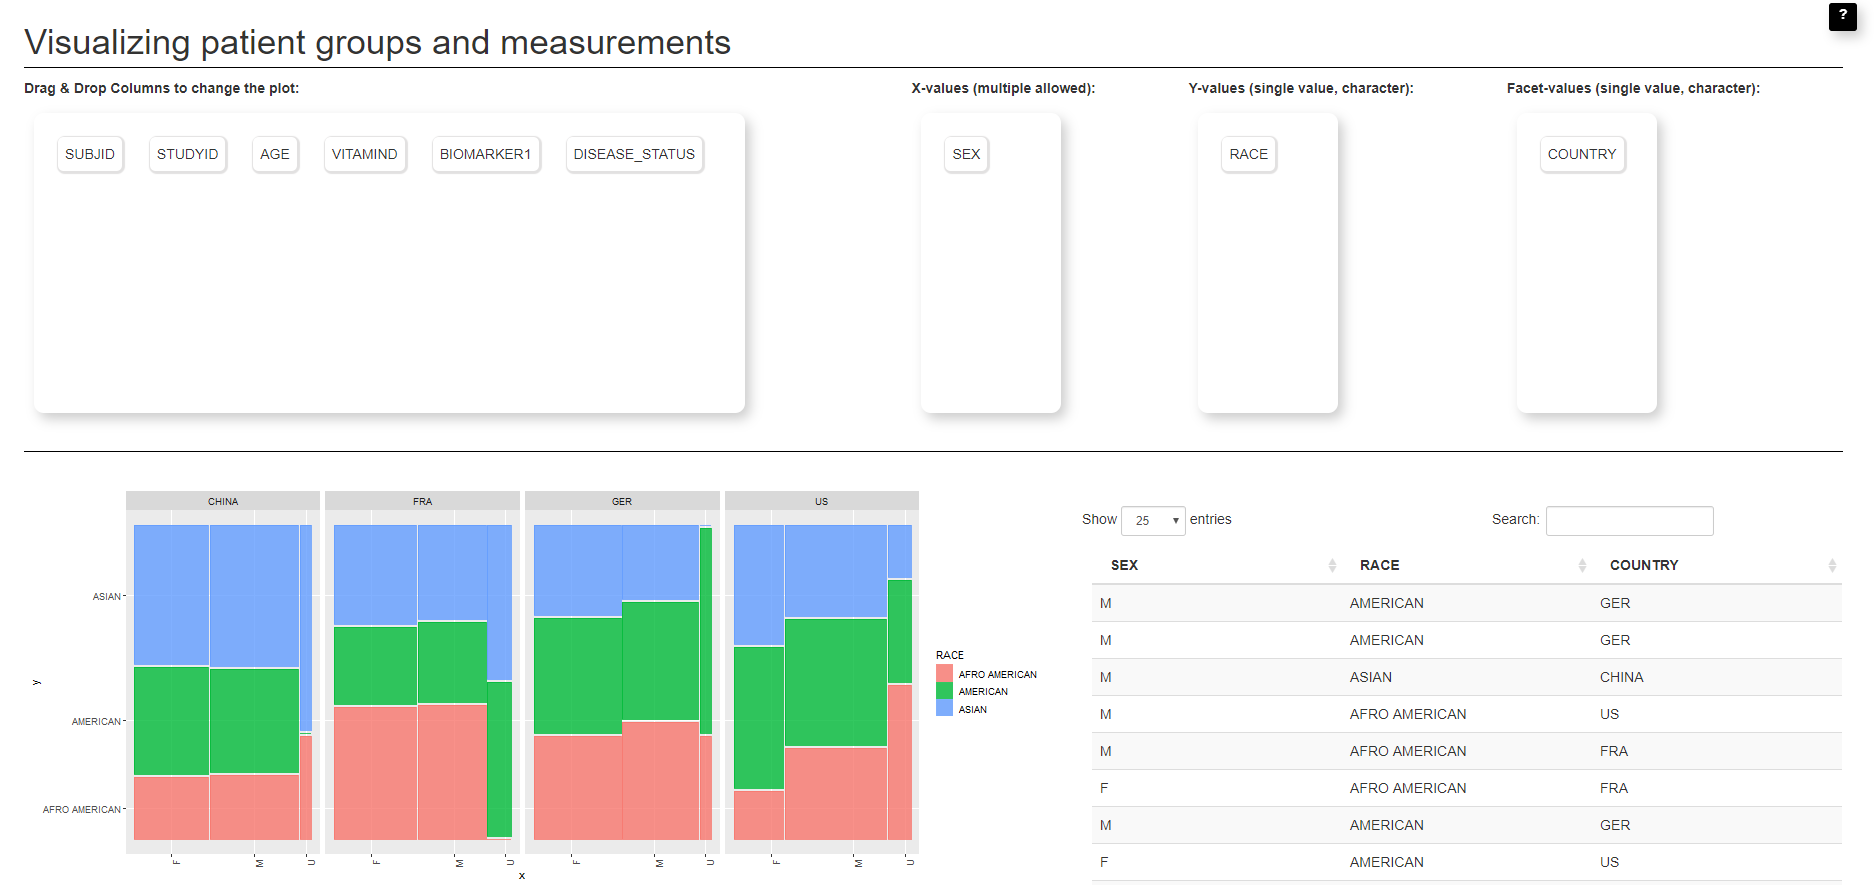 ?
Visualizing patient groups and measurements
Drag & Drop Columns to change the plot:
X-values (multiple allowed):
Y-values (single value, character):
Facet-values (single value, character):
SUBJID STUDYID AGE VITAMIND BIOMARKER1 DISEASE_STATUS
SEX
RACE
COUNTRY
CHINA FRA GER US
ASIAN
AMERICAN
AFRO AMERICAN
y
F M U F M U F M U F M U
x
RACE
AFRO AMERICAN
AMERICAN
ASIAN
Show 25 entries
Search:
SEX RACE COUNTRY
M AMERICAN GER
M AMERICAN GER
M ASIAN CHINA
M AFRO AMERICAN US
M AFRO AMERICAN FRA
F AFRO AMERICAN FRA
M AMERICAN GER
F AMERICAN US